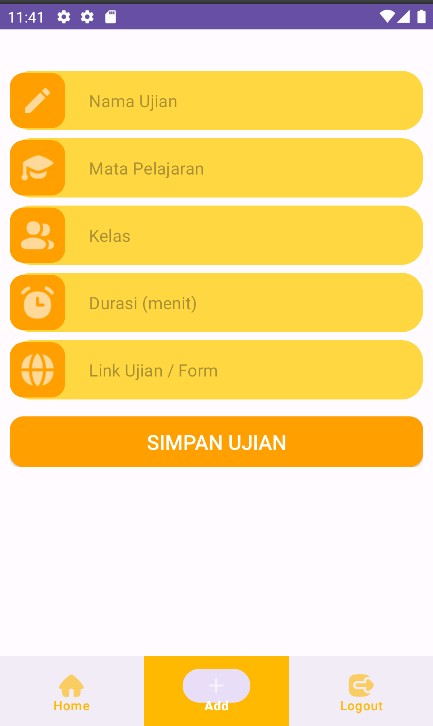 11:41
Nama Ujian
Mata Pelajaran
Kelas
Durasi (menit)
Link Ujian / Form
SIMPAN UJIAN
Home
Add
Logout